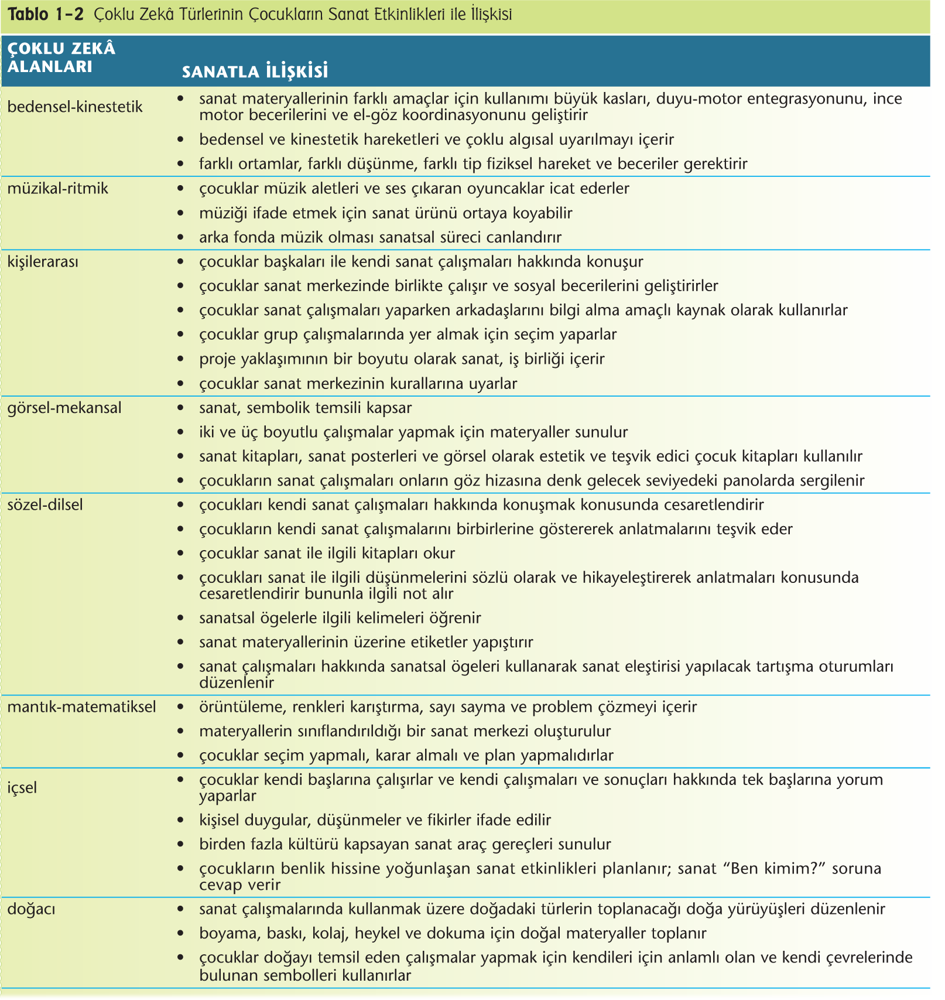 Tablo 1–2 Çoklu Zekâ Türlerinin Çocukların Sanat Etkinlikleri ile İlişkisi
ÇOKLU ZEKÂ
ALANLARI
SANATLA İLİŞKİSİ
bedensel-kinestetik
• sanat materyallerinin farklı amaçlar için kullanımı büyük kasları, duyu-motor entegrasyonunu, ince
motor becerilerini ve el-göz koordinasyonunu geliştirir
• bedensel ve kinestetik hareketleri ve çoklu algısal uyarılmayı içerir
• farklı ortamlar, farklı düşünme, farklı tip fiziksel hareket ve beceriler gerektirir
müzikal-ritmik
• çocuklar müzik aletleri ve ses çıkaran oyuncaklar icat ederler
• müziği ifade etmek için sanat ürünü ortaya koyabilir
• arka fonda müzik olması sanatsal süreci canlandırır
kişilerarası
• çocuklar başkaları ile kendi sanat çalışmaları hakkında konuşur
• çocuklar sanat merkezinde birlikte çalışır ve sosyal becerilerini geliştirirler
• çocuklar sanat çalışmaları yaparken arkadaşlarını bilgi alma amaçlı kaynak olarak kullanırlar
• çocuklar grup çalışmalarında yer almak için seçim yaparlar
• proje yaklaşımının bir boyutu olarak sanat, iş birliği içerir
• çocuklar sanat merkezinin kurallarına uyarlar
görsel-mekansal
• sanat, sembolik temsili kapsar
• iki ve üç boyutlu çalışmalar yapmak için materyaller sunulur
• sanat kitapları, sanat posterleri ve görsel olarak estetik ve teşvik edici çocuk kitapları kullanılır
• çocukların sanat çalışmaları onların göz hizasına denk gelecek seviyedeki panolarda sergilenir
sözel-dilsel
• çocukları kendi sanat çalışmaları hakkında konuşmak konusunda cesaretlendirir
• çocukların kendi sanat çalışmalarını birbirlerine göstererek anlatmalarını teşvik eder
• çocuklar sanat ile ilgili kitapları okur
• çocukları sanat ile ilgili düşünmelerini sözlü olarak ve hikayeleştirerek anlatmaları konusunda
cesaretlendirir bununla ilgili not alır
• sanatsal ögelerle ilgili kelimeleri öğrenir
• sanat materyallerinin üzerine etiketler yapıştırır
• sanat çalışmaları hakkında sanatsal ögeleri kullanarak sanat eleştirisi yapılacak tartışma oturumları
düzenlenir
mantık-matematiksel
• örüntüleme, renkleri karıştırma, sayı sayma ve problem çözmeyi içerir
• materyallerin sınıflandırıldığı bir sanat merkezi oluşturulur
• çocuklar seçim yapmalı, karar almalı ve plan yapmalıdırlar
içsel
• çocuklar kendi başlarına çalışırlar ve kendi çalışmaları ve sonuçları hakkında tek başlarına yorum
yaparlar
• kişisel duygular, düşünmeler ve fikirler ifade edilir
• birden fazla kültürü kapsayan sanat araç gereçleri sunulur
• çocukların benlik hissine yoğunlaşan sanat etkinlikleri planlanır; sanat “Ben kimim?” soruna
cevap verir
doğacı
• sanat çalışmalarında kullanmak üzere doğadaki türlerin toplanacağı doğa yürüyüşleri düzenlenir
• boyama, baskı, kolaj, heykel ve dokuma için doğal materyaller toplanır
• çocuklar doğayı temsil eden çalışmalar yapmak için kendileri için anlamlı olan ve kendi çevrelerinde
bulunan sembolleri kullanırlar